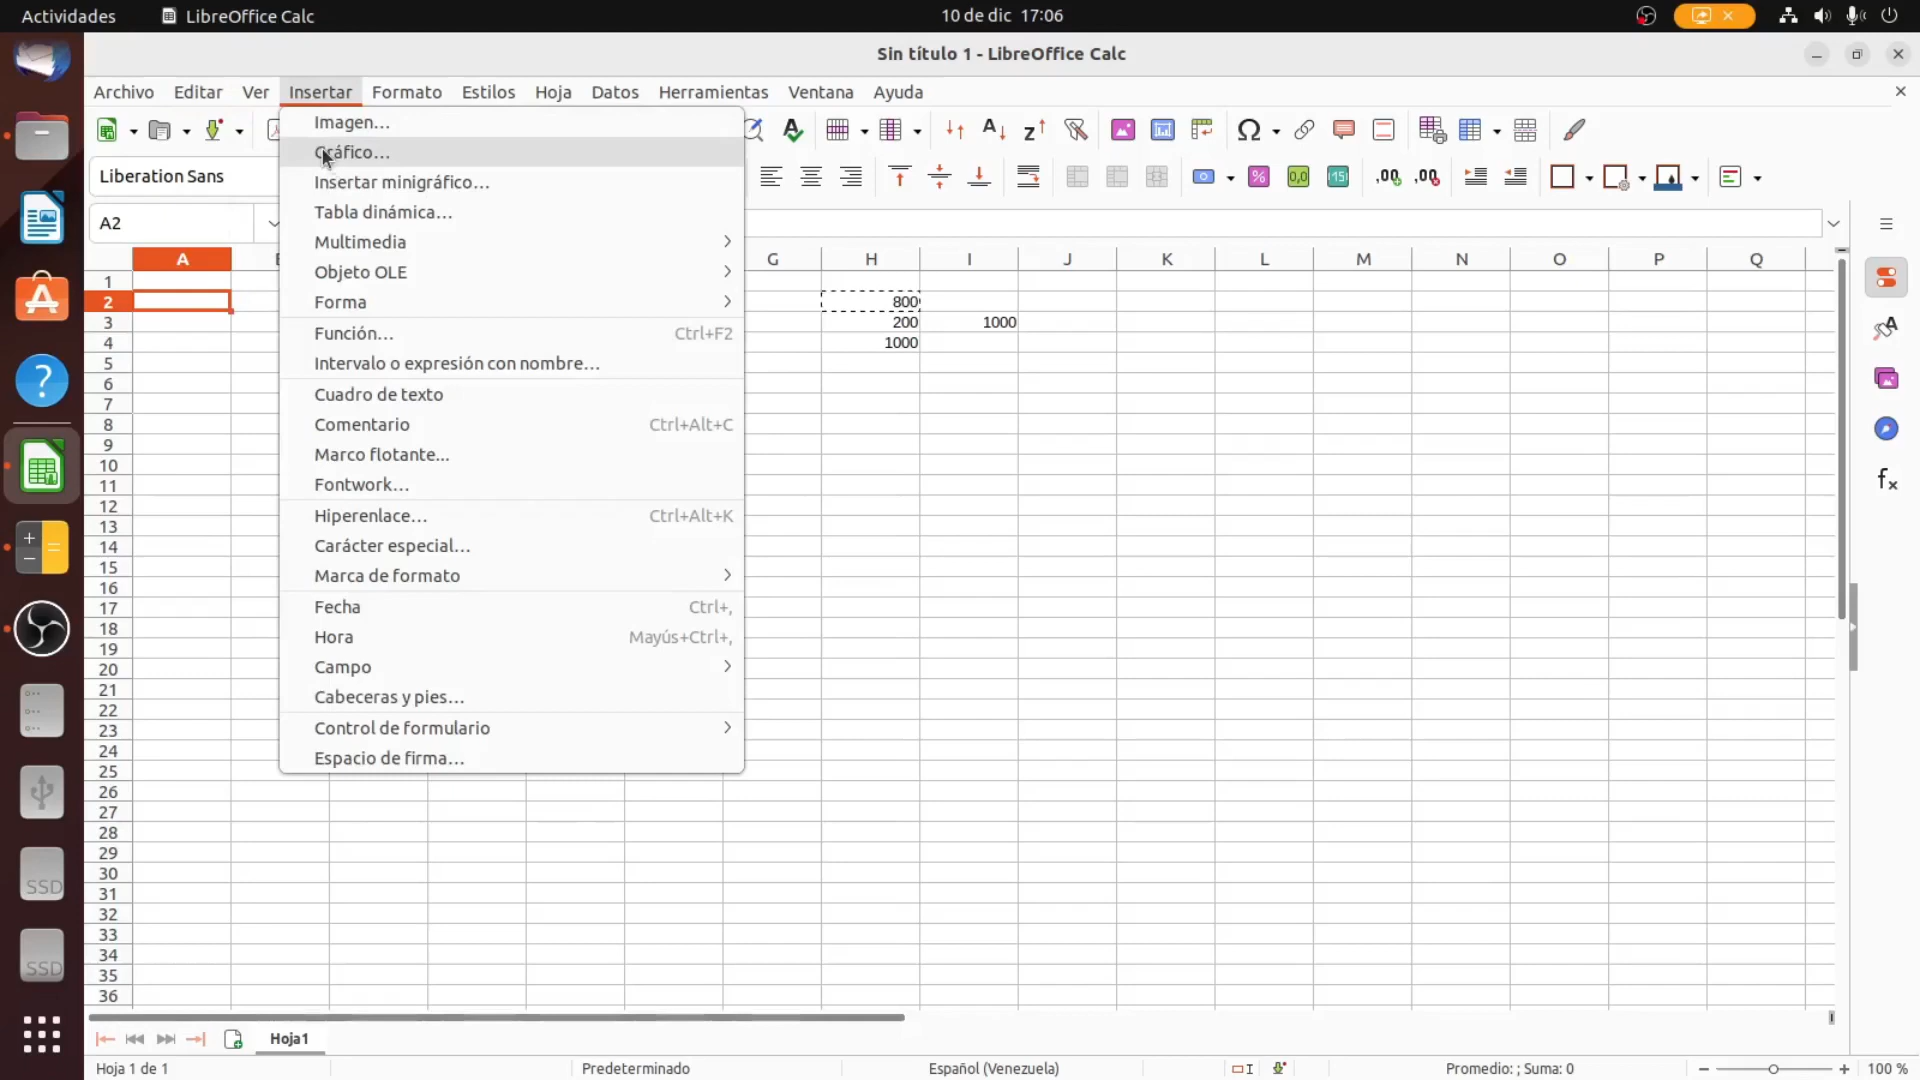 Actividades LibreOffice Calc 10 de dic 17:06
Sin título 1 - LibreOffice Calc
Archivo Editar Ver Insertar Formato Estilos Hoja Datos Herramientas Ventana Ayuda
Liberation Sans
A2
Imagen...
Gráfico...
Insertar minigráfico...
Tabla dinámica...
Multimedia
Objeto OLE
Forma
Función... Ctrl+F2
Intervalo o expresión con nombre...
Cuadro de texto
Comentario Ctrl+Alt+C
Marco flotante...
Fontwork...
Hiperenlace... Ctrl+Alt+K
Carácter especial...
Marca de formato
Fecha Ctrl+,
Hora Mayús+Ctrl+,
Campo
Cabeceras y pies...
Control de formulario
Espacio de firma...
A G H I J K L M N O P Q
1
2 800
3 200 1000
4 1000
5
6
7
8
9
10
11
12
13
14
15
16
17
18
19
20
21
22
23
24
25
26
27
28
29
30
31
32
33
34
35
36
SSD
SSD
Hoja1
Hoja 1 de 1 Predeterminado Español (Venezuela) Promedio: ; Suma: 0 100 %